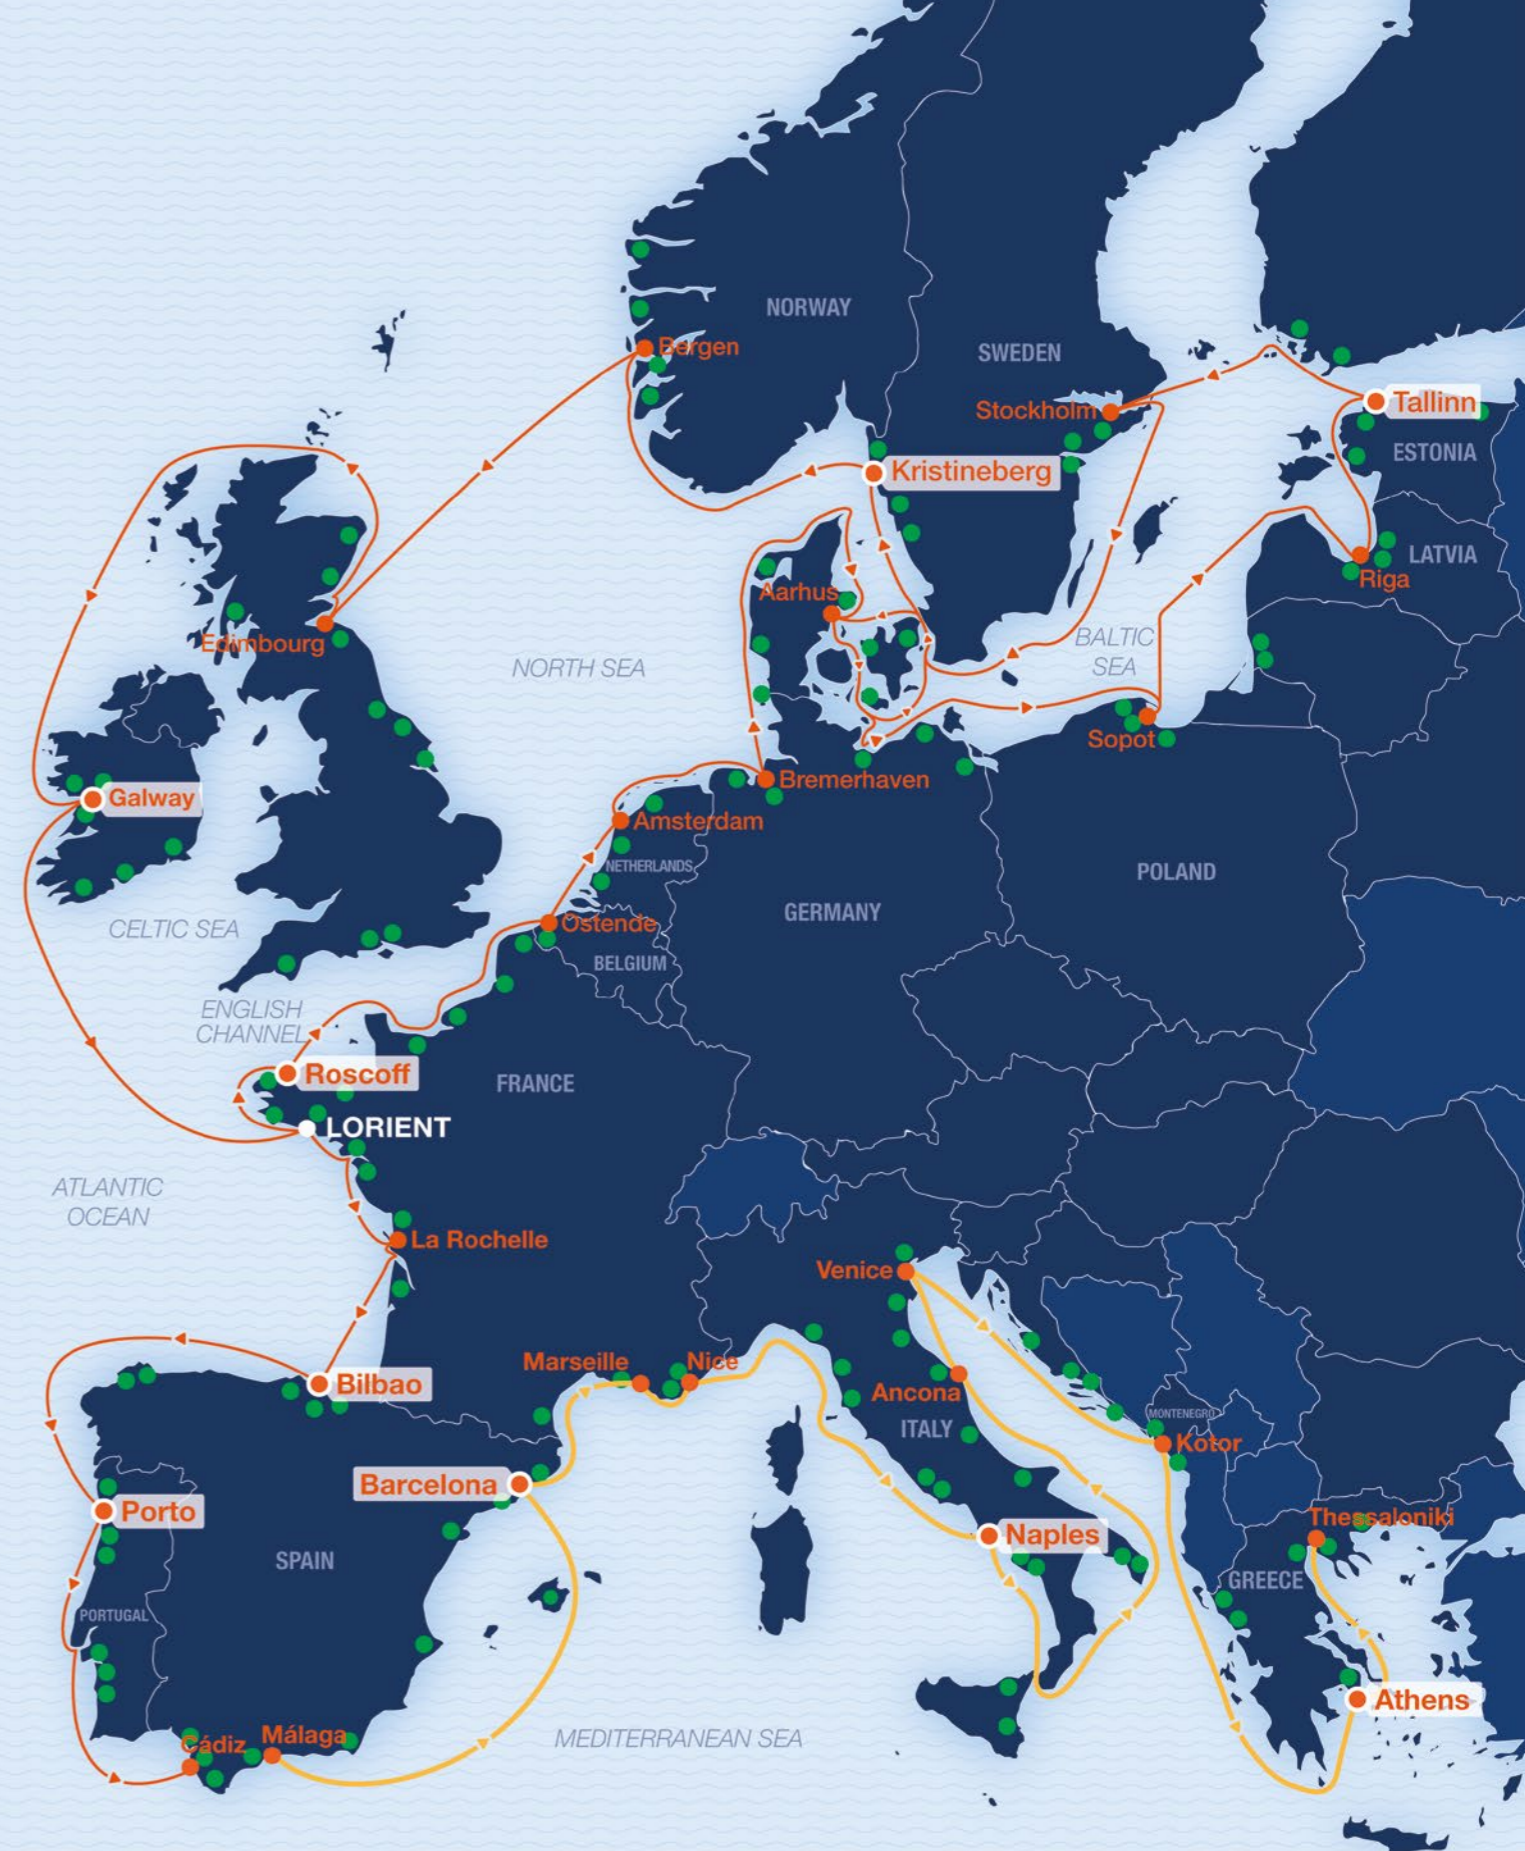 NORWAY
Bergen
SWEDEN
Stockholm
Tallinn
ESTONIA
Kristineberg
LATVIA
Riga
Aarhus
Edimbourg
NORTH SEA
BALTIC
SEA
Sopot
Bremerhaven
Galway
Amsterdam
NETHERLANDS
POLAND
GERMANY
CELTIC SEA
Ostende
BELGIUM
ENGLISH
CHANNEL
Roscoff
FRANCE
LORIENT
ATLANTIC
OCEAN
La Rochelle
Venice
Marseille
Nice
Bilbao
Ancona
ITALY
MONTENEGRO
Kotor
Barcelona
Porto
Thessaloniki
Naples
SPAIN
GREECE
PORTUGAL
Athens
Cádiz
Málaga
MEDITERRANEAN SEA